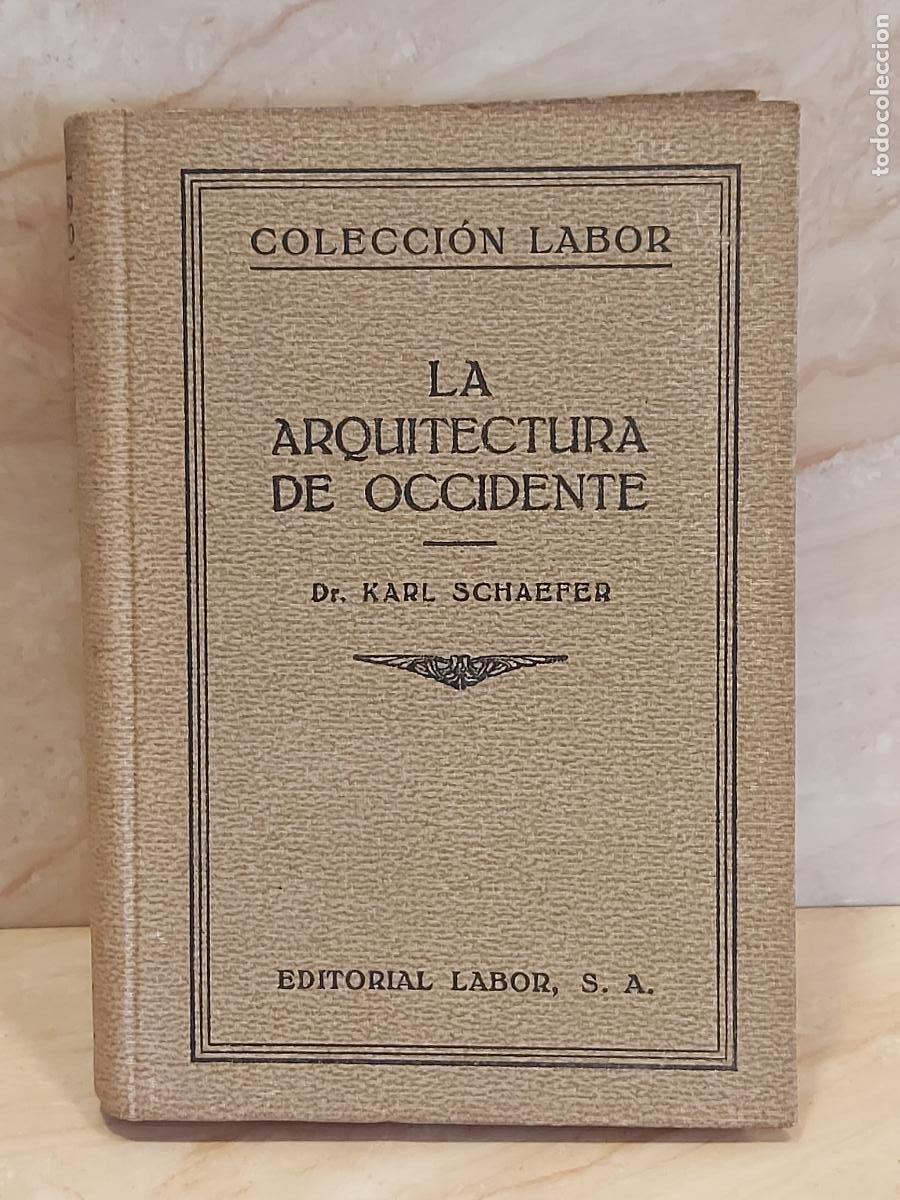 COLECCIÓN LABOR
LA
ARQUITECTURA
DE OCCIDENTE
Dr. KARL SCHAEFER
EDITORIAL LABOR, S. A.
todocoleccion